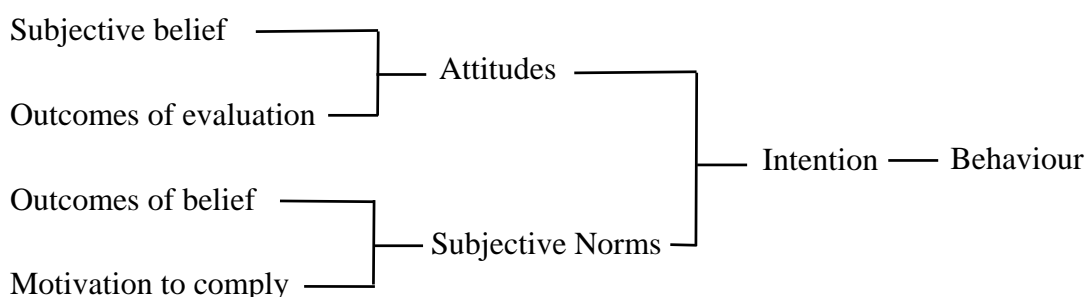 Subjective belief
Attitudes
Outcomes of evaluation
Intention
Behaviour
Outcomes of belief
Subjective Norms
Motivation to comply